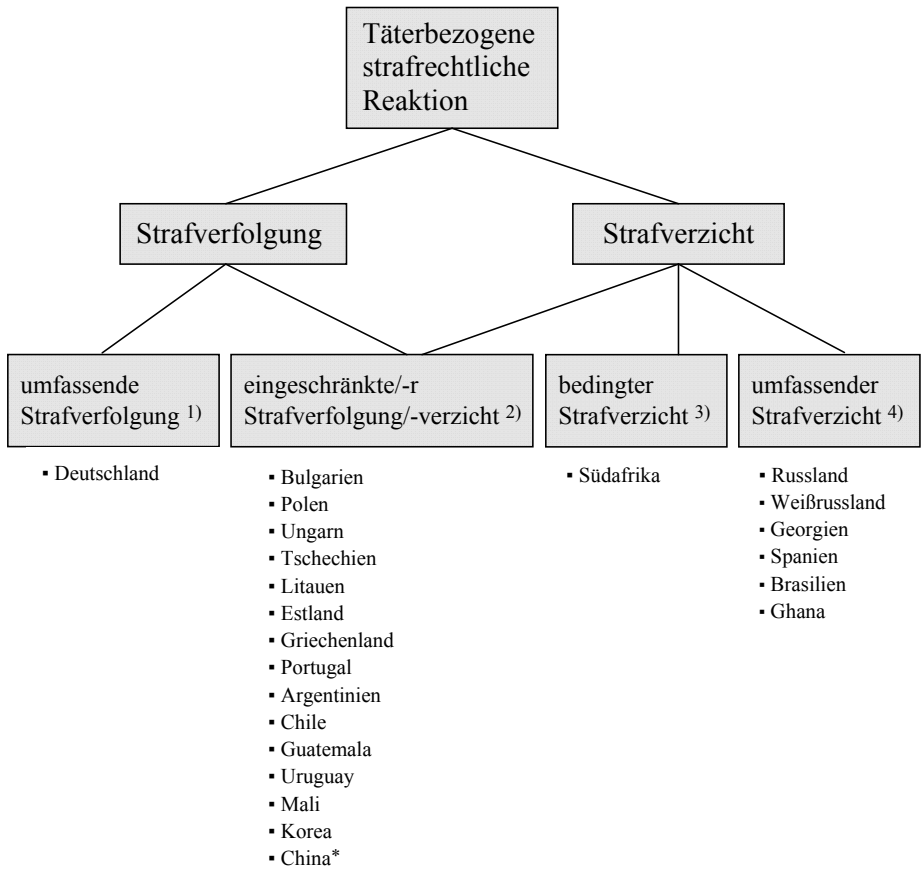 Täterbezogene
strafrechtliche
Reaktion
Strafverfolgung
Strafverzicht
umfassende
Strafverfolgung 1)
eingeschränkte/-r
Strafverfolgung/-verzicht 2)
bedingter
Strafverzicht 3)
umfassender
Strafverzicht 4)
▪ Deutschland
▪ Bulgarien
▪ Polen
▪ Ungarn
▪ Tschechien
▪ Litauen
▪ Estland
▪ Griechenland
▪ Portugal
▪ Argentinien
▪ Chile
▪ Guatemala
▪ Uruguay
▪ Mali
▪ Korea
▪ China*
▪ Südafrika
▪ Russland
▪ Weißrussland
▪ Georgien
▪ Spanien
▪ Brasilien
▪ Ghana